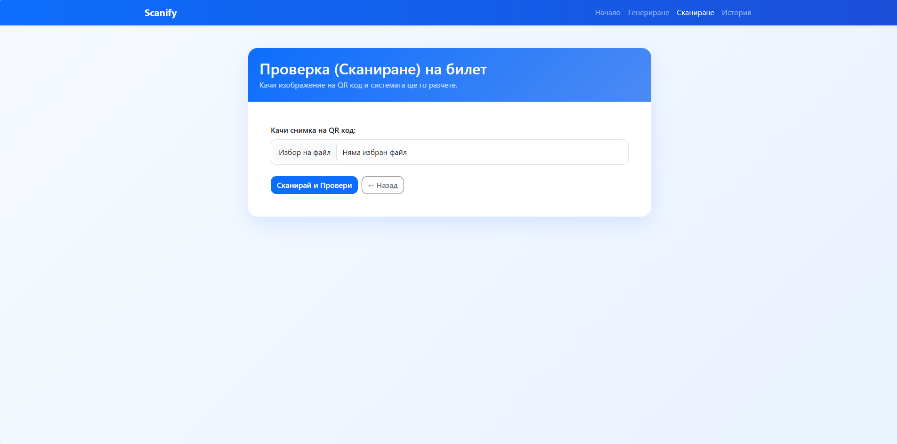 Scanify
Начало Генериране Сканиране История
Проверка (Сканиране) на билет
Качи изображение на QR код и системата ще го разчете.
Качи снимка на QR код:
Избор на файл Няма избран файл
Сканирай и Провери ← Назад